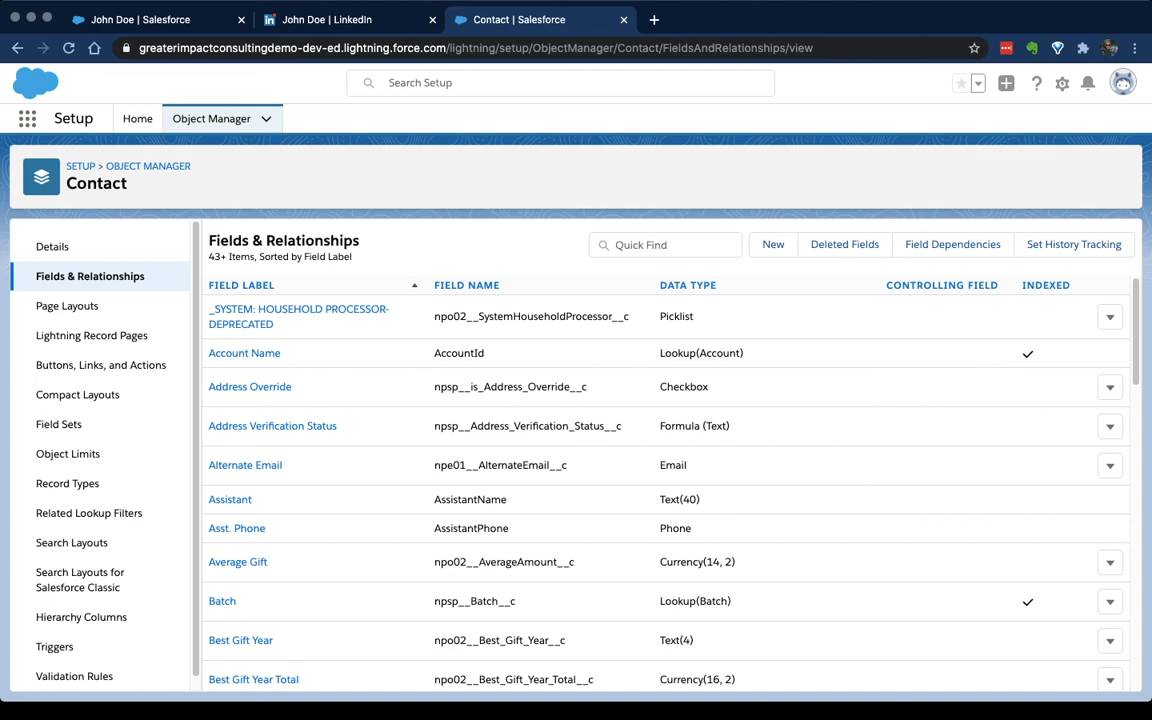 John Doe | Salesforce
John Doe | LinkedIn
Contact | Salesforce
greaterimpactconsultingdemo-dev-ed.lightning.force.com/lightning/setup/ObjectManager/Contact/FieldsAndRelationships/view
Search Setup
Setup
Home
Object Manager
SETUP > OBJECT MANAGER
Contact
Details
Fields & Relationships
Page Layouts
Lightning Record Pages
Buttons, Links, and Actions
Compact Layouts
Field Sets
Object Limits
Record Types
Related Lookup Filters
Search Layouts
Search Layouts for
Salesforce Classic
Hierarchy Columns
Triggers
Validation Rules
Fields & Relationships
43+ Items, Sorted by Field Label
Quick Find
New
Deleted Fields
Field Dependencies
Set History Tracking
FIELD LABEL FIELD NAME DATA TYPE CONTROLLING FIELD INDEXED
_SYSTEM: HOUSEHOLD PROCESSOR-
DEPRECATED
npo02__SystemHouseholdProcessor__c Picklist
Account Name AccountId Lookup(Account)
Address Override npsp__is_Address_Override__c Checkbox
Address Verification Status npsp__Address_Verification_Status__c Formula (Text)
Alternate Email npe01__AlternateEmail__c Email
Assistant AssistantName Text(40)
Asst. Phone AssistantPhone Phone
Average Gift npo02__AverageAmount__c Currency(14, 2)
Batch npsp__Batch__c Lookup(Batch)
Best Gift Year npo02__Best_Gift_Year__c Text(4)
Best Gift Year Total npo02__Best_Gift_Year_Total__c Currency(16, 2)